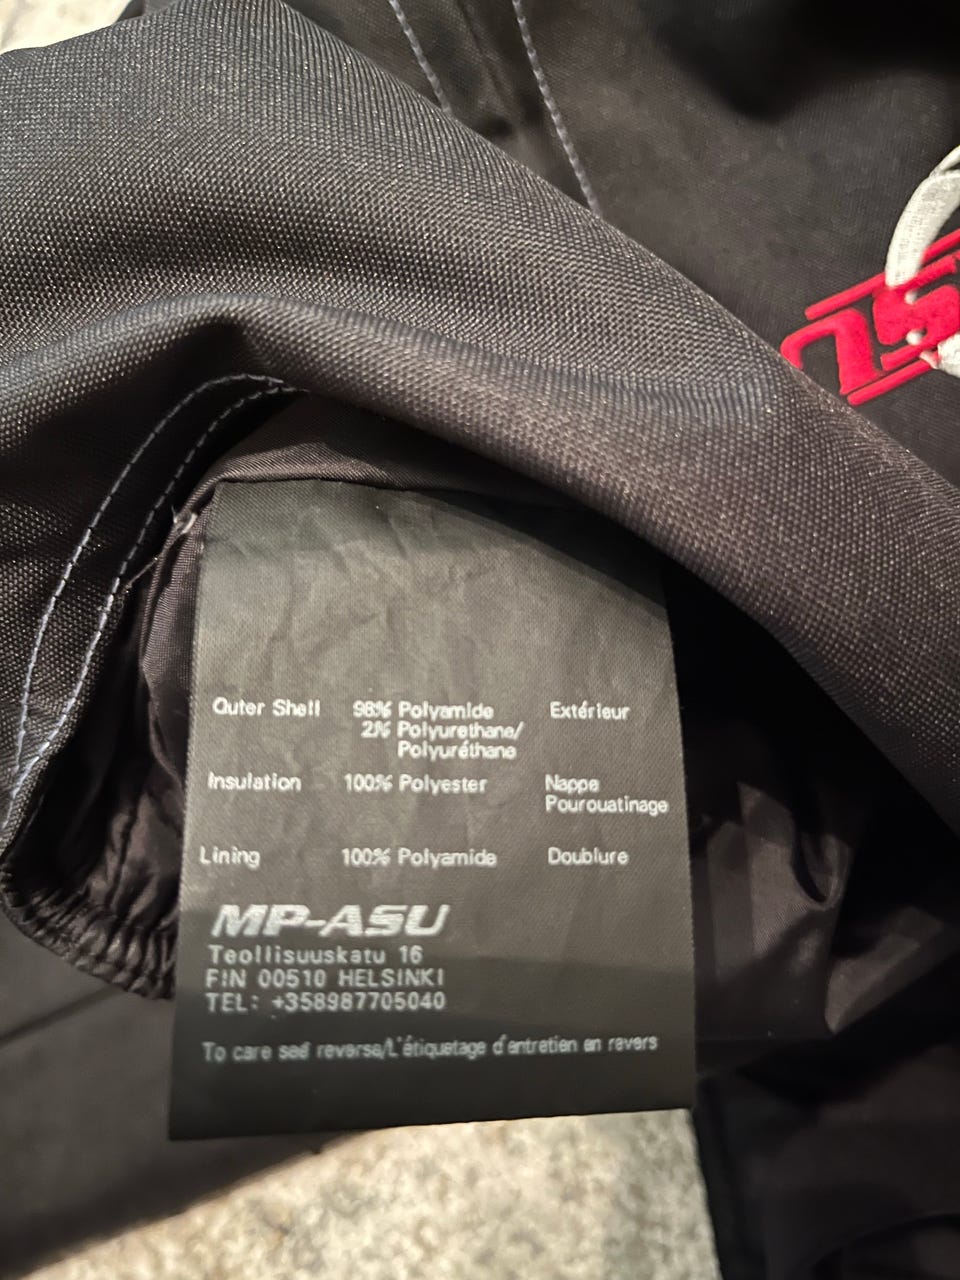 Outer Shell 98% Polyamide Extérieur
2% Polyurethane/
Polyuréthane
Insulation 100% Polyester Nappe
Pourouatinage
Lining 100% Polyamide Doublure
MP-ASU
Teollisuuskatu 16
FIN 00510 HELSINKI
TEL: +358987705040
To care see reverse/L'étiquetage d'entretien en revers